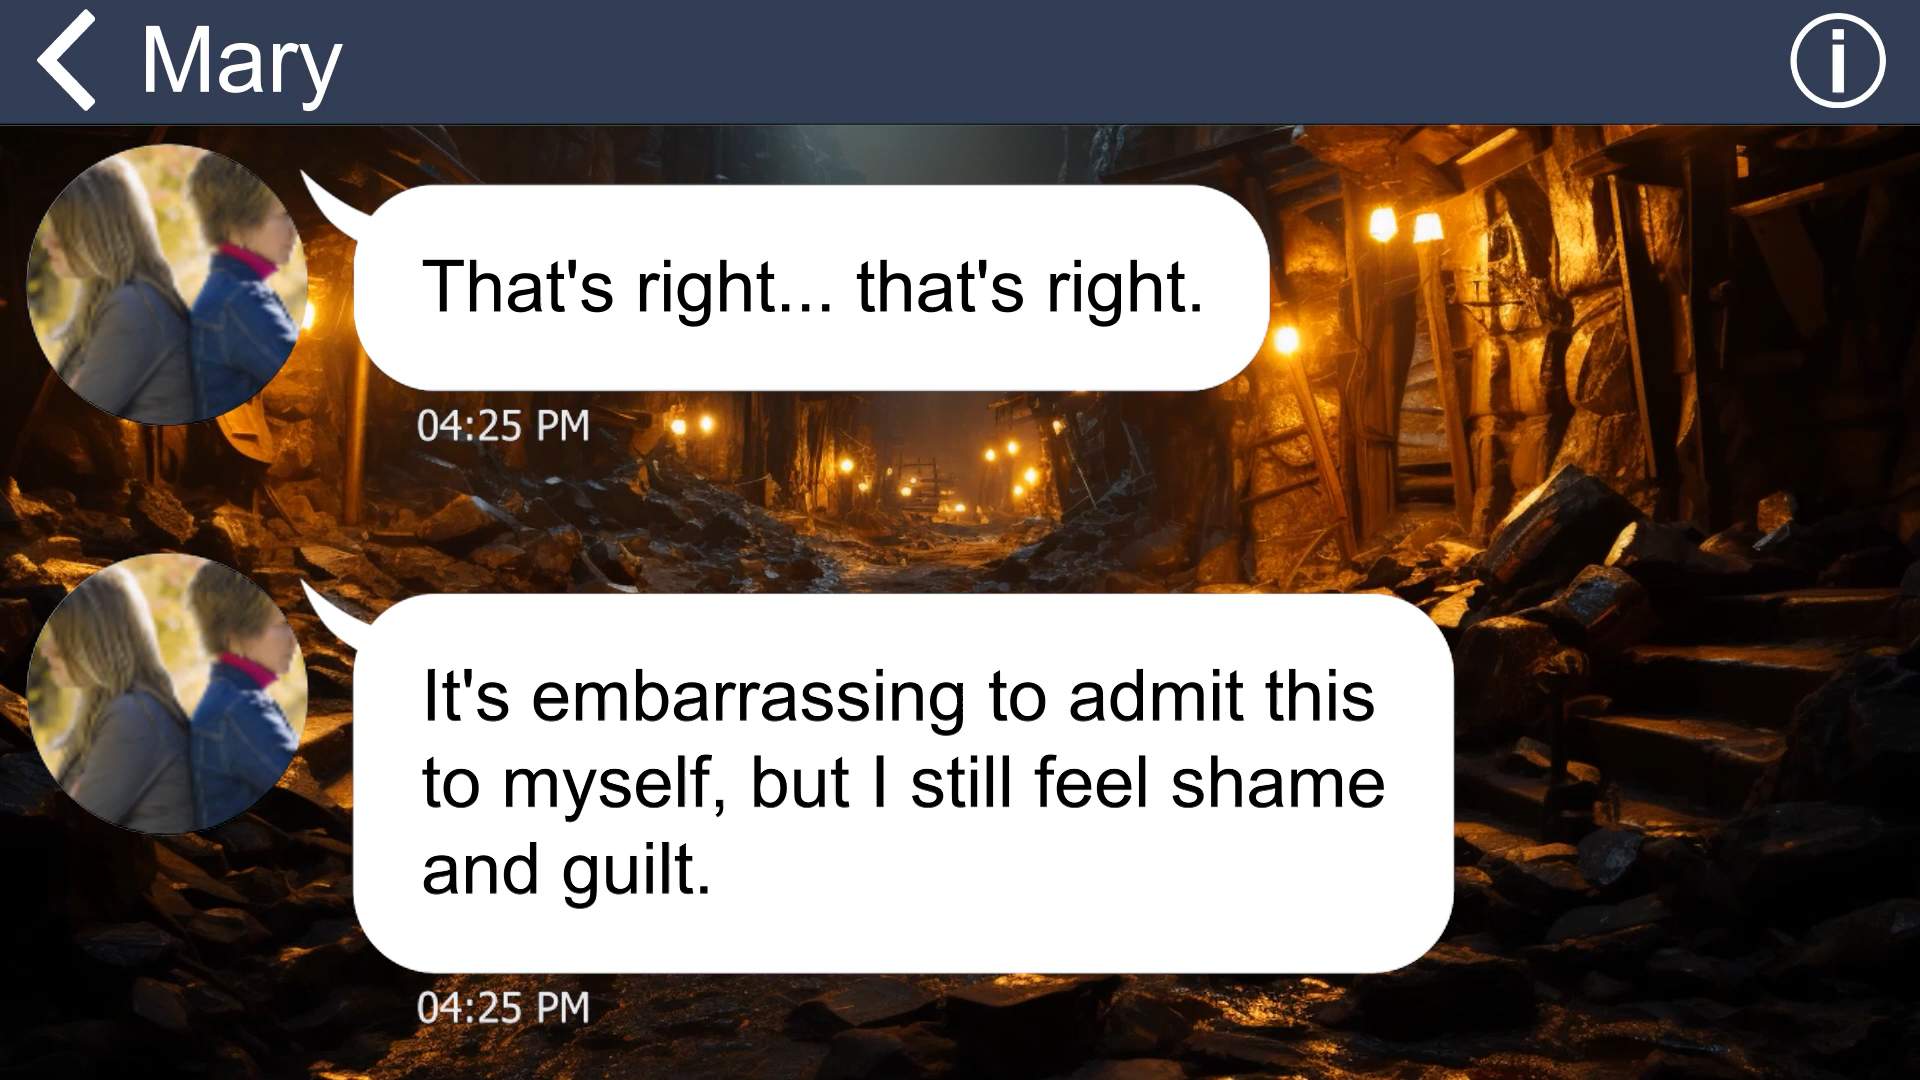 Mary
That's right... that's right.
04:25 PM
It's embarrassing to admit this
to myself, but I still feel shame
and guilt.
04:25 PM